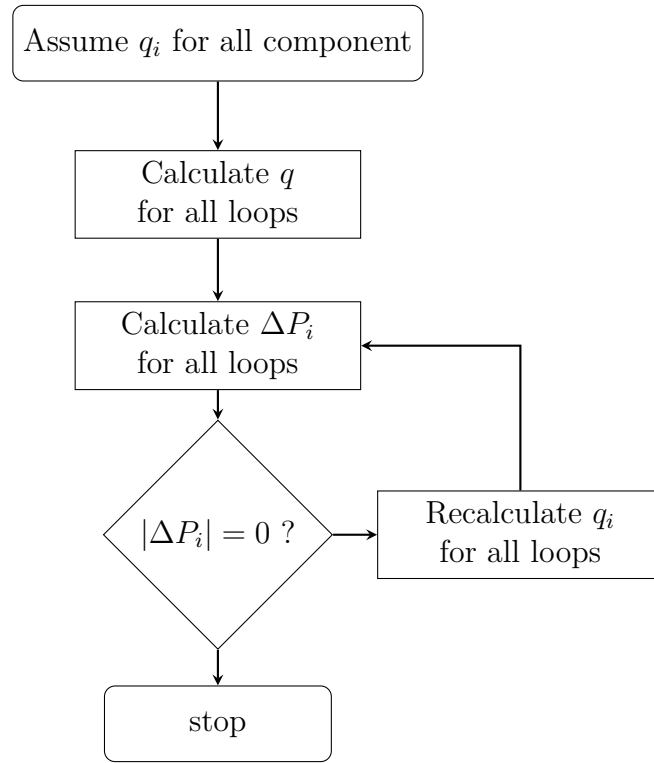 Assume $q_i$ for all component
Calculate $q$
for all loops
Calculate $\Delta P_i$
for all loops
$|\Delta P_i| = 0$ ?
Recalculate $q_i$
for all loops
stop